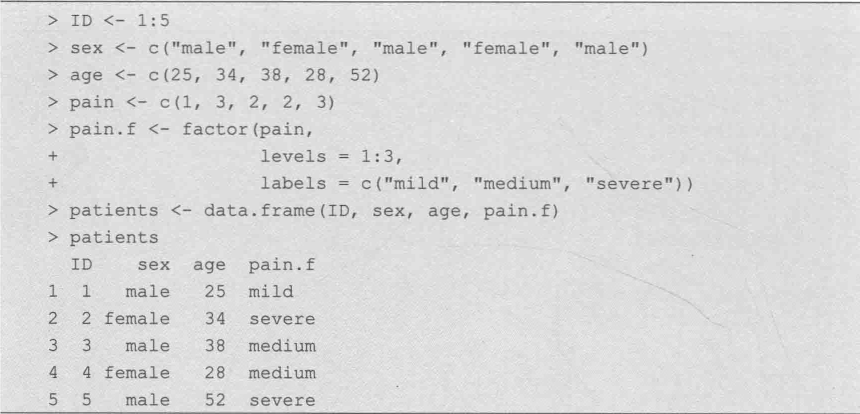 > ID <- 1:5
> sex <- c("male", "female", "male", "female", "male")
> age <- c(25, 34, 38, 28, 52)
> pain <- c(1, 3, 2, 2, 3)
> pain.f <- factor(pain,
+                  levels = 1:3,
+                  labels = c("mild", "medium", "severe"))
> patients <- data.frame(ID, sex, age, pain.f)
> patients
  ID    sex  age  pain.f
1  1   male   25  mild
2  2 female   34  severe
3  3   male   38  medium
4  4 female   28  medium
5  5   male   52  severe